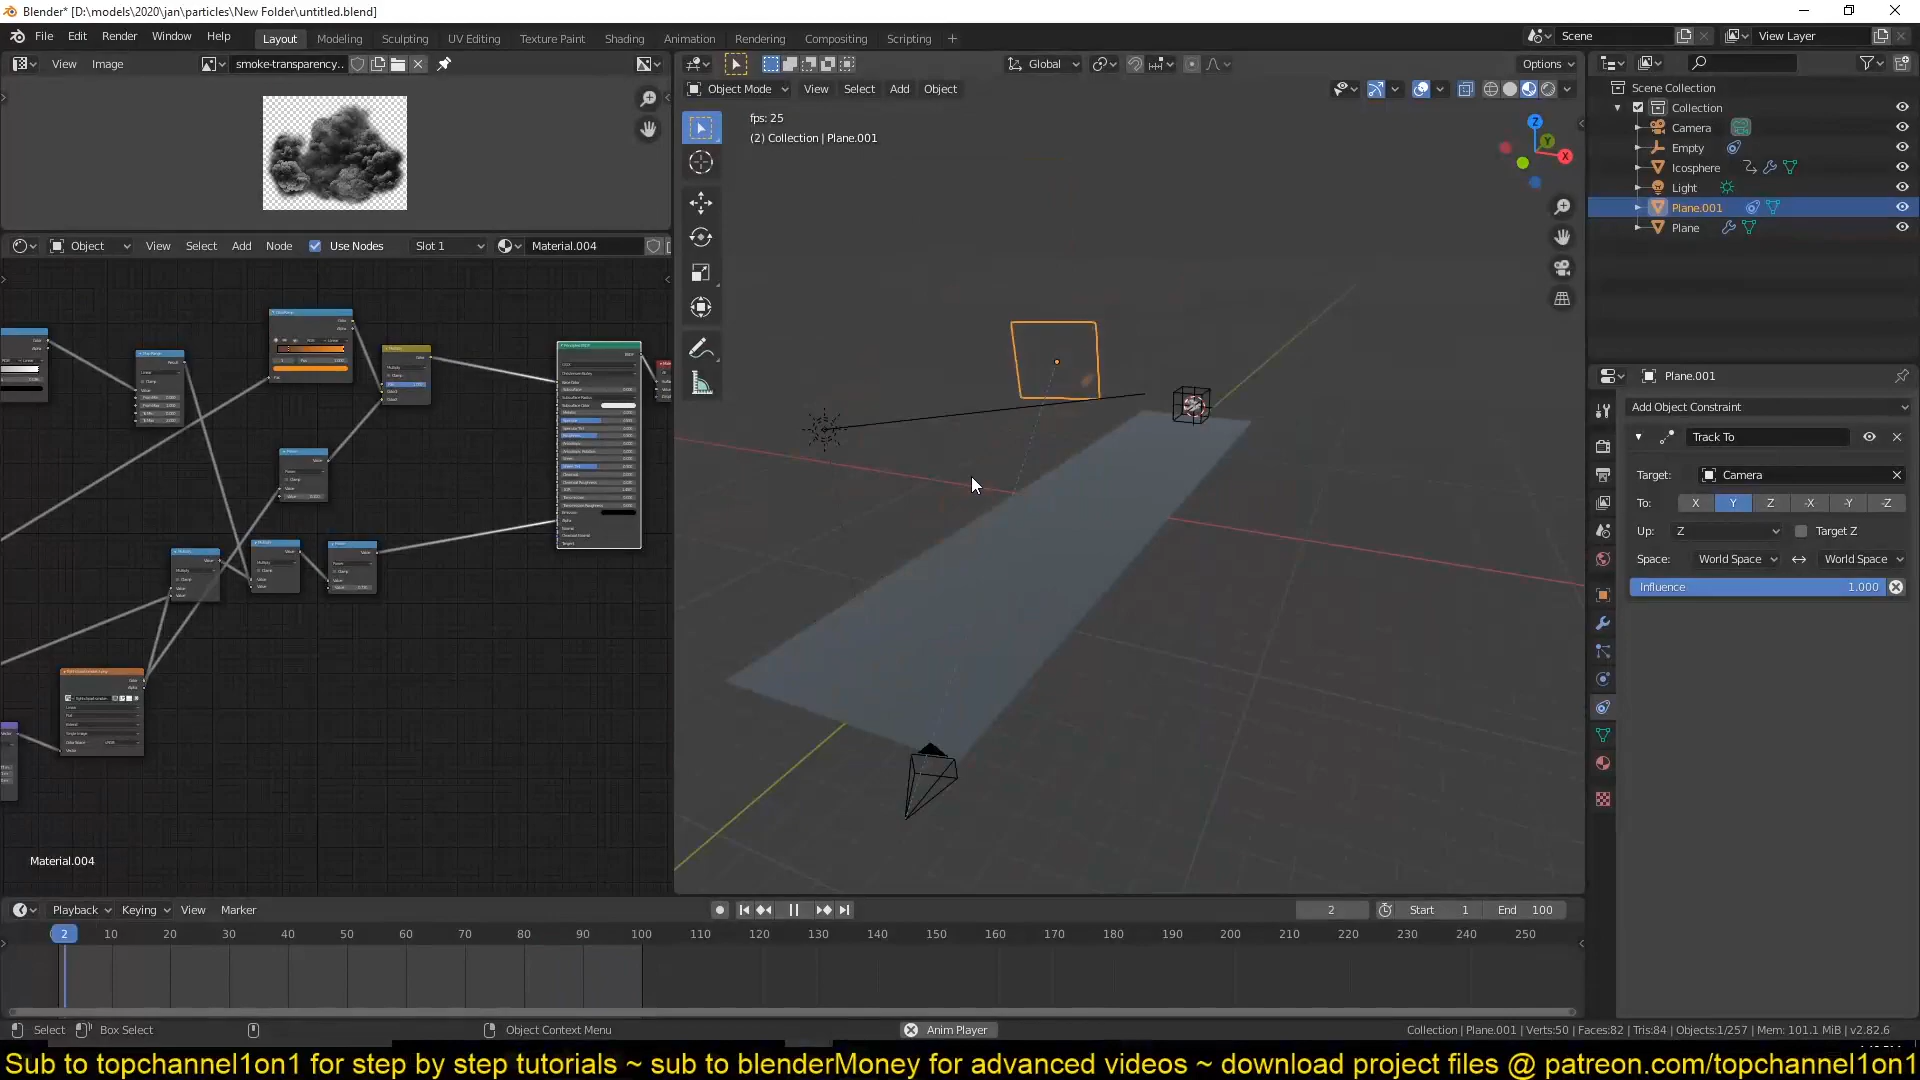 Blender* [D:\models\2020\jan\particles\New Folder\untitled.blend]
File Edit Render Window Help
Layout Modeling Sculpting UV Editing Texture Paint Shading Animation Rendering Compositing Scripting
Scene View Layer
View Image smoke-transparency..
Global Options
Object Mode View Select Add Object
fps: 25
(2) Collection | Plane.001
Z
Y
X
Scene Collection
Collection
Camera
Empty
Icosphere
Light
Plane.001
Plane
Object View Select Add Node Use Nodes Slot 1 Material.004
Plane.001
Add Object Constraint
Track To
Target: Camera
To: X Y Z -X -Y -Z
Up: Z Target Z
Space: World Space World Space
Influence 1.000
Material.004
Playback Keying View Marker 2 Start 1 End 100
2 10 20 30 40 50 60 70 80 90 100 110 120 130 140 150 160 170 180 190 200 210 220 230 240 250
Select Box Select Object Context Menu Anim Player Collection | Plane.001 | Verts:50 | Faces:82 | Tris:84 | Objects:1/257 | Mem: 101.1 MiB | v2.82.6
Sub to topchannel1on1 for step by step tutorials ~ sub to blenderMoney for advanced videos ~ download project files @ patreon.com/topchannel1on1